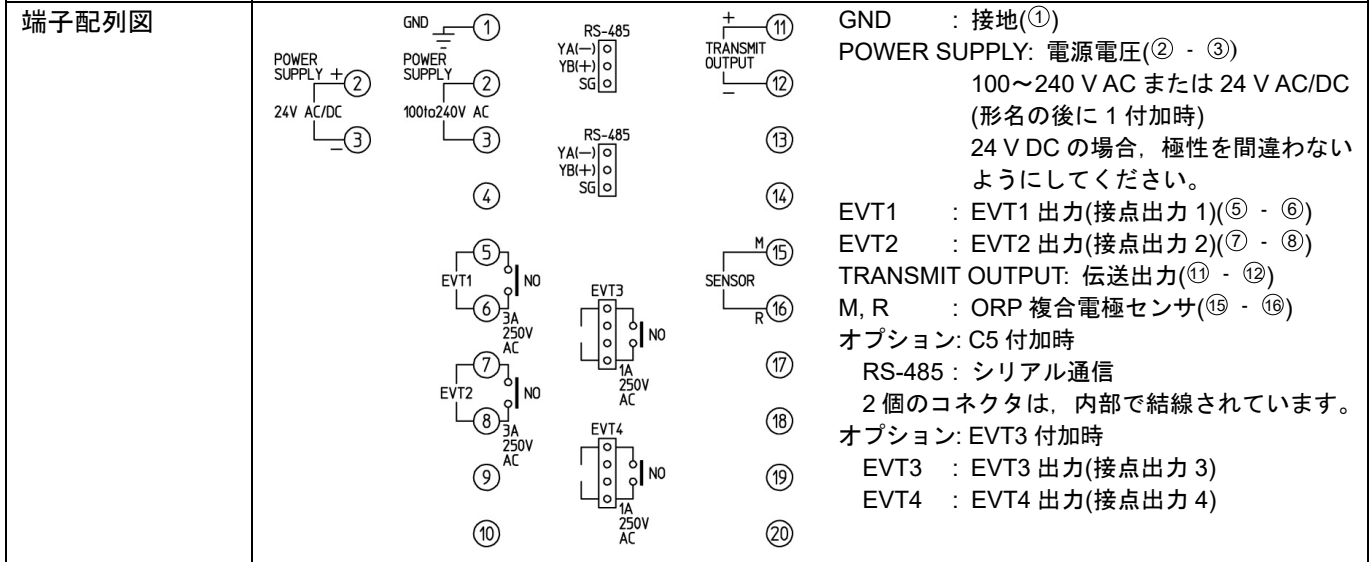 端子配列図
GND ①
POWER
SUPPLY + ②
24V AC/DC
− ③
POWER
SUPPLY ②
100to240V AC
③
④
⑤
EVT1 NO
⑥
3A
250V
AC
⑦
EVT2 NO
⑧
3A
250V
AC
⑨
⑩
RS-485
YA(−)
YB(+)
SG
RS-485
YA(−)
YB(+)
SG
EVT3
NO
1A
250V
AC
EVT4
NO
1A
250V
AC
+ ⑪
TRANSMIT
OUTPUT
− ⑫
⑬
⑭
M ⑮
SENSOR
R ⑯
⑰
⑱
⑲
⑳
GND : 接地(①)
POWER SUPPLY: 電源電圧(② - ③)
100～240 V AC または 24 V AC/DC
(形名の後に 1 付加時)
24 V DC の場合，極性を間違わない
ようにしてください。
EVT1 : EVT1 出力(接点出力 1)(⑤ - ⑥)
EVT2 : EVT2 出力(接点出力 2)(⑦ - ⑧)
TRANSMIT OUTPUT: 伝送出力(⑪ - ⑫)
M, R : ORP 複合電極センサ(⑮ - ⑯)
オプション: C5 付加時
RS-485 : シリアル通信
2 個のコネクタは，内部で結線されています。
オプション: EVT3 付加時
EVT3 : EVT3 出力(接点出力 3)
EVT4 : EVT4 出力(接点出力 4)